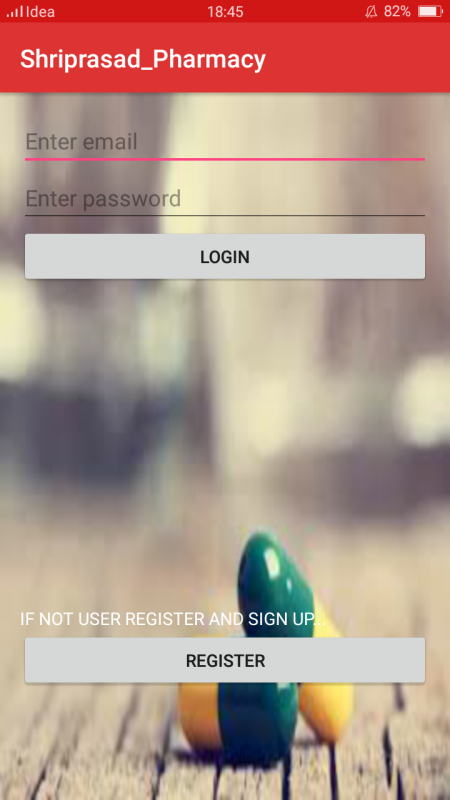 Idea 18:45 82%
Shriprasad_Pharmacy
Enter email
Enter password
LOGIN
IF NOT USER REGISTER AND SIGN UP...
REGISTER